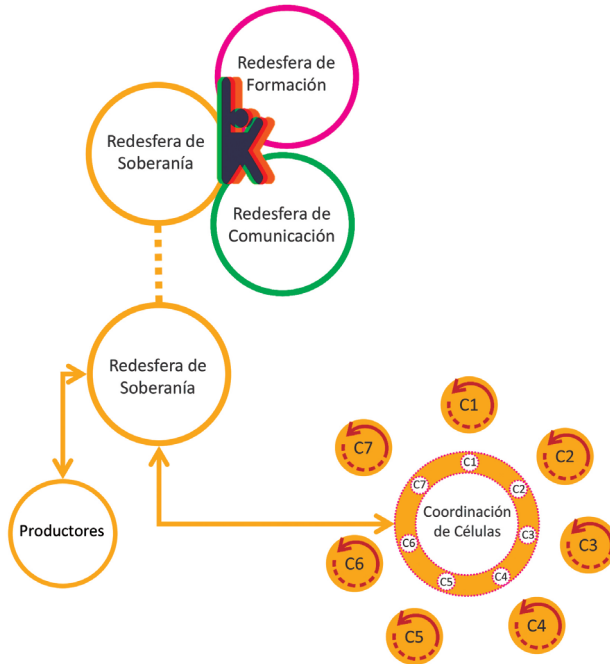 Redesfera de
Formación
Redesfera de
Soberanía
k
Redesfera de
Comunicación
Redesfera de
Soberanía
Productores
Coordinación
de Células
C1
C2
C3
C4
C5
C6
C7
C1
C2
C3
C4
C5
C6
C7